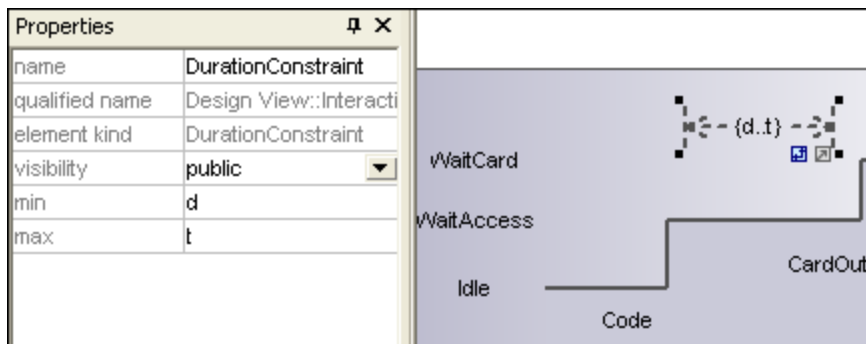 Properties
name DurationConstraint
qualified name Design View::Interacti
element kind DurationConstraint
visibility public
min d
max t
{d..t}
WaitCard
WaitAccess
CardOut
Idle
Code